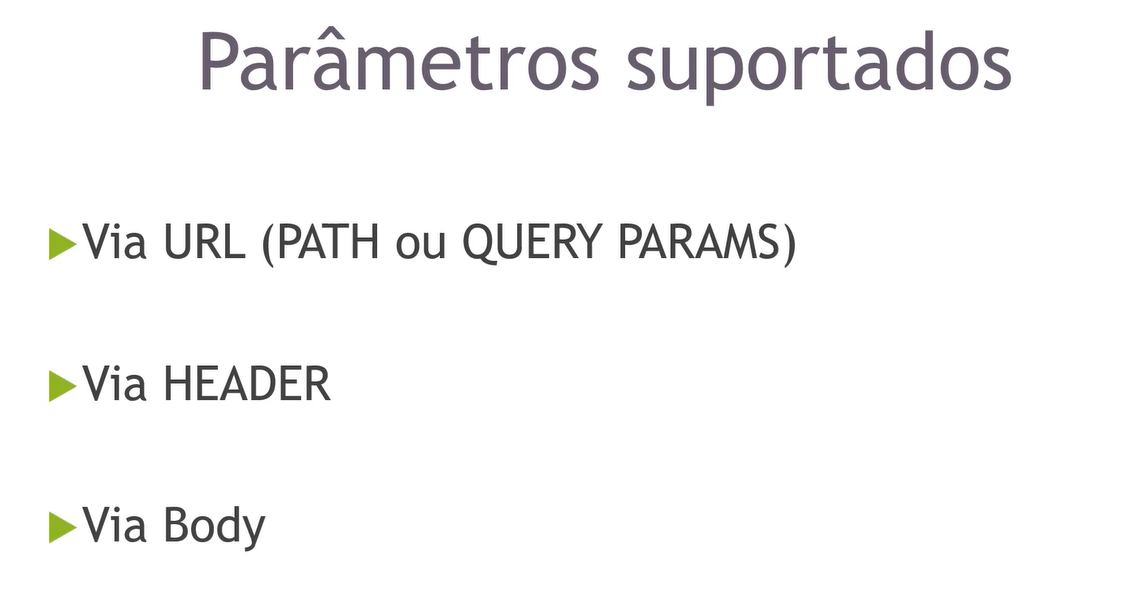 Parâmetros suportados
Via URL (PATH ou QUERY PARAMS)
Via HEADER
Via Body